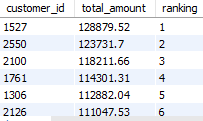 customer_id total_amount ranking
1527 128879.52 1
2550 123731.7 2
2100 118211.66 3
1761 114301.31 4
1306 112882.04 5
2126 111047.53 6